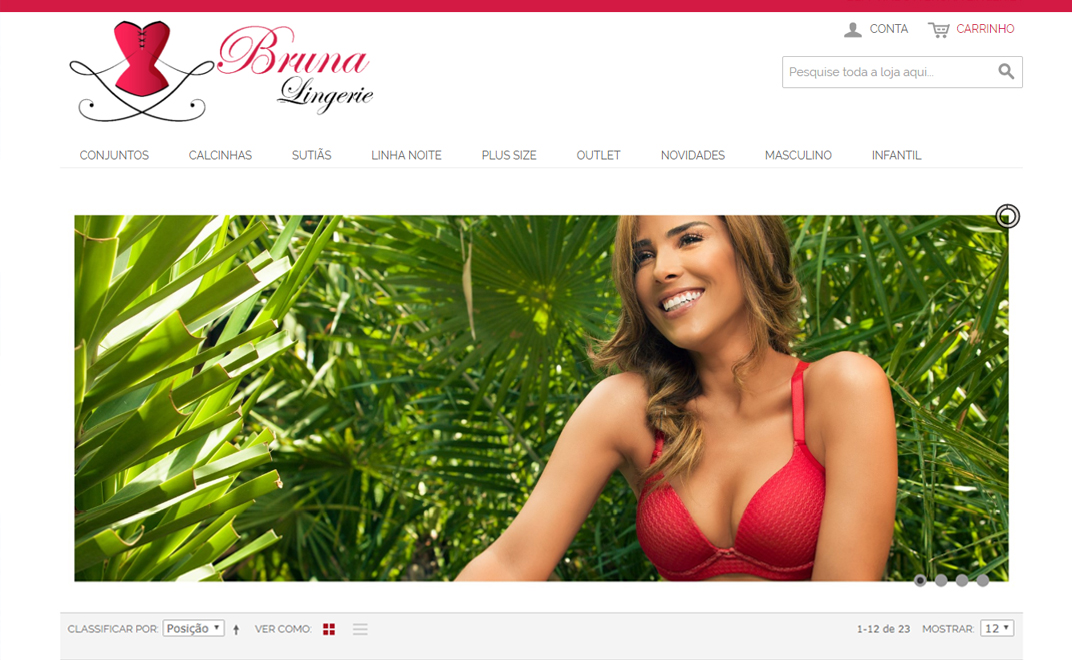 CONTA CARRINHO
Bruna
Lingerie
Pesquise toda a loja aqui...
CONJUNTOS CALCINHAS SUTIÃS LINHA NOITE PLUS SIZE OUTLET NOVIDADES MASCULINO INFANTIL
CLASSIFICAR POR: Posição VER COMO: 1-12 de 23 MOSTRAR: 12